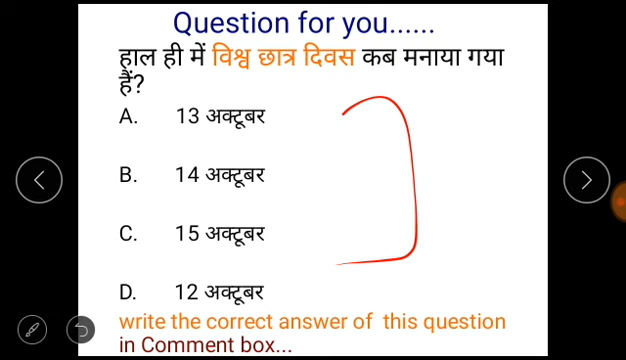 Question for you......
हाल ही में विश्व छात्र दिवस कब मनाया गया
हैं?
A. 13 अक्टूबर
B. 14 अक्टूबर
C. 15 अक्टूबर
D. 12 अक्टूबर
write the correct answer of this question
in Comment box...